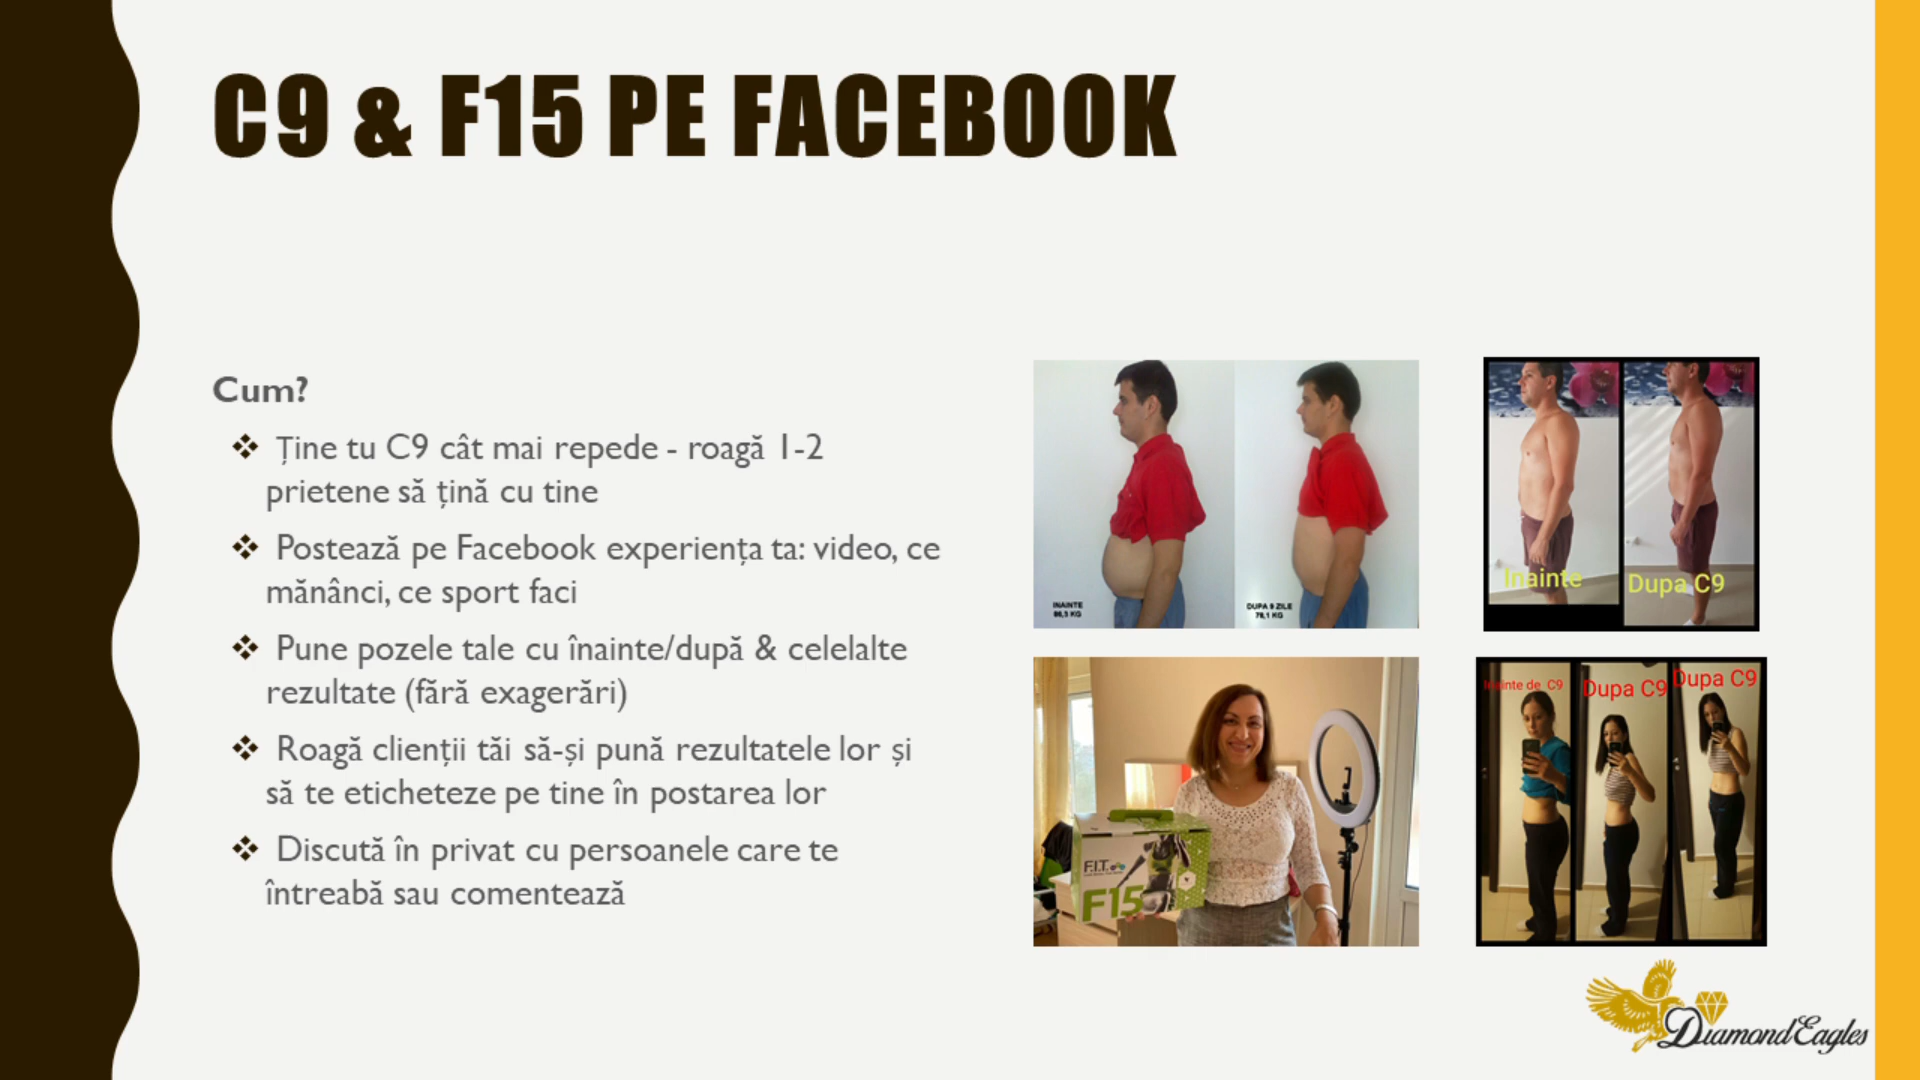 C9 & F15 PE FACEBOOK
Cum?
❖ Ține tu C9 cât mai repede - roagă 1-2
prietene să țină cu tine
❖ Postează pe Facebook experiența ta: video, ce
mănânci, ce sport faci
❖ Pune pozele tale cu înainte/după & celelalte
rezultate (fără exagerări)
❖ Roagă clienții tăi să-și pună rezultatele lor și
să te eticheteze pe tine în postarea lor
❖ Discută în privat cu persoanele care te
întreabă sau comentează
INAINTE
KG
DUPA 9 ZILE
79,1 KG
Inainte
Dupa C9
F.I.T.
F15
Inainte de C9
Dupa C9
Dupa C9
DiamondEagles